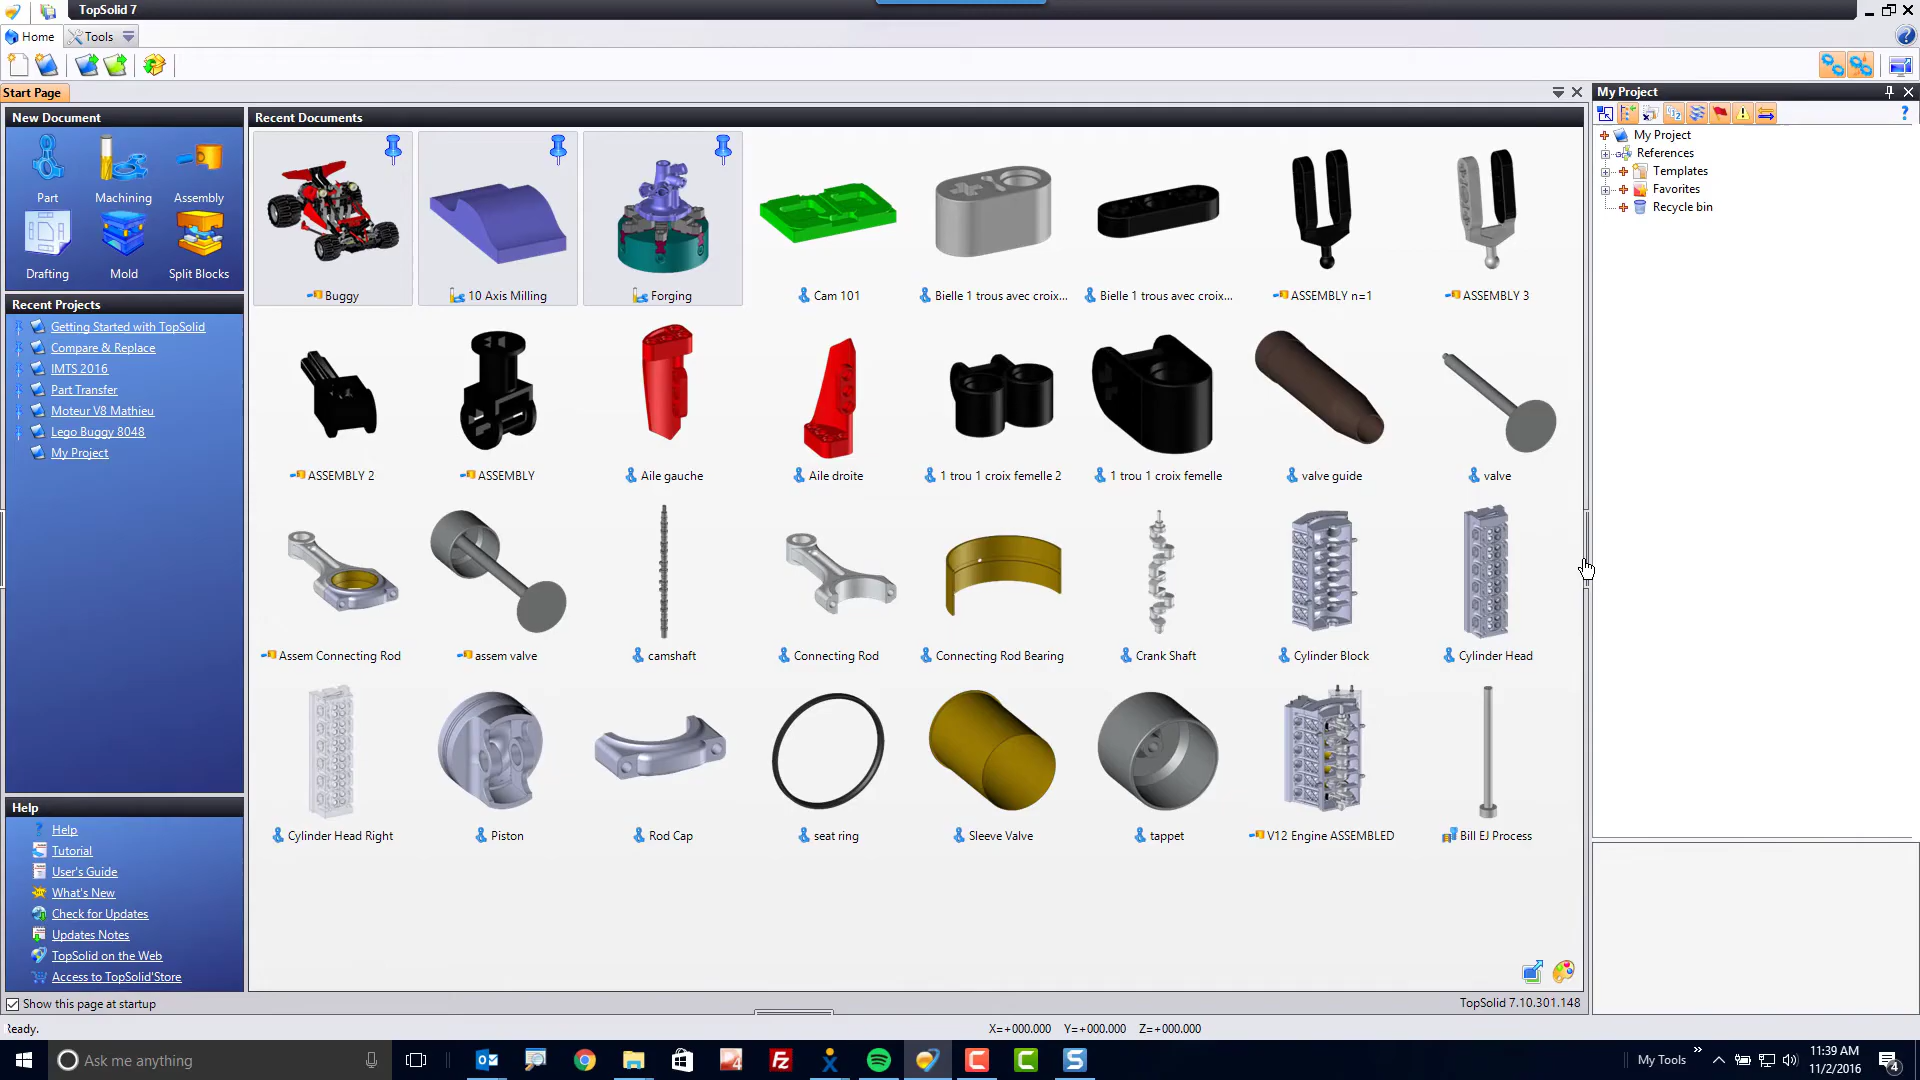 TopSolid 7
Home
Tools
Start Page
New Document
Part
Machining
Assembly
Drafting
Mold
Split Blocks
Recent Projects
Getting Started with TopSolid
Compare & Replace
IMTS 2016
Part Transfer
Moteur V8 Mathieu
Lego Buggy 8048
My Project
Help
Help
Tutorial
User's Guide
What's New
Check for Updates
Updates Notes
TopSolid on the Web
Access to TopSolid'Store
Show this page at startup
Recent Documents
Buggy
10 Axis Milling
Forging
Cam 101
Bielle 1 trous avec croix...
Bielle 1 trous avec croix...
ASSEMBLY n=1
ASSEMBLY 3
ASSEMBLY 2
ASSEMBLY
Aile gauche
Aile droite
1 trou 1 croix femelle 2
1 trou 1 croix femelle
valve guide
valve
Assem Connecting Rod
assem valve
camshaft
Connecting Rod
Connecting Rod Bearing
Crank Shaft
Cylinder Block
Cylinder Head
Cylinder Head Right
Piston
Rod Cap
seat ring
Sleeve Valve
tappet
V12 Engine ASSEMBLED
Bill EJ Process
TopSolid 7.10.301.148
My Project
My Project
References
Templates
Favorites
Recycle bin
Ready.
X=+000.000 Y=+000.000 Z=+000.000
Ask me anything
My Tools
11:39 AM
11/2/2016
4